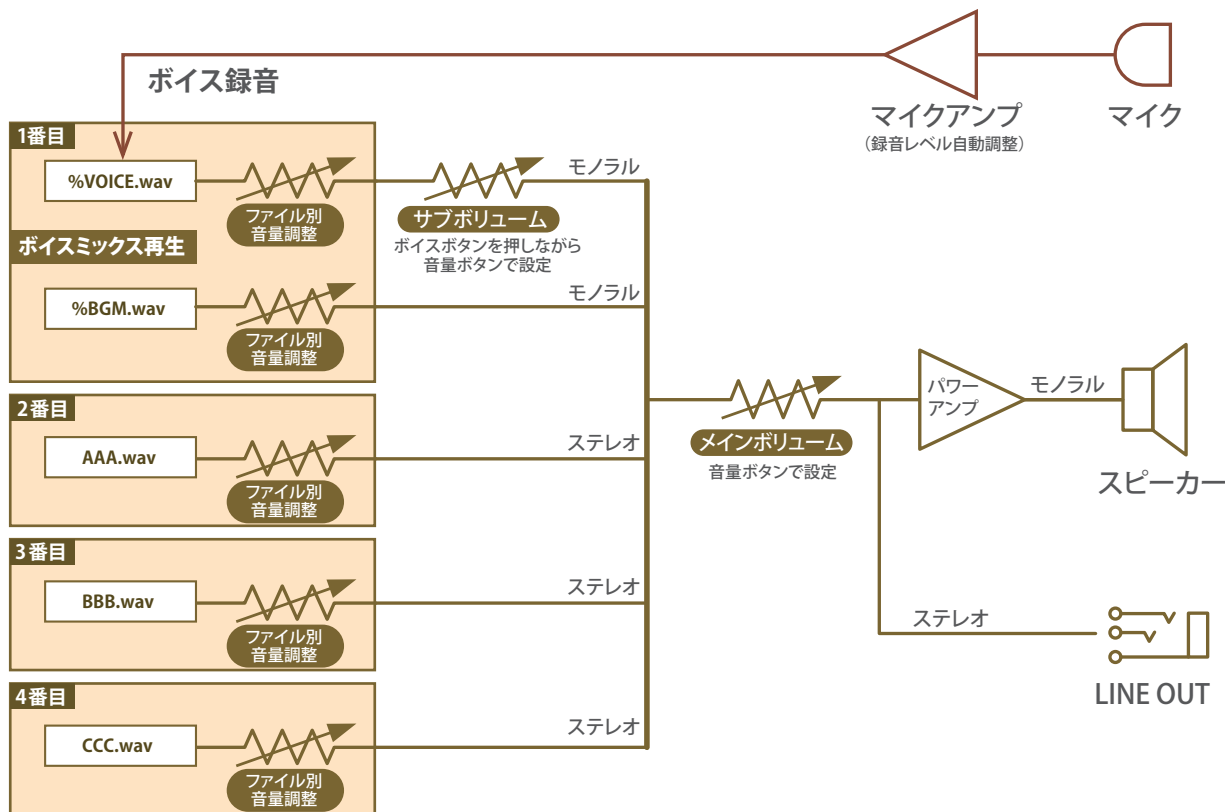 ボイス録音
マイクアンプ
（録音レベル自動調整）
マイク
1番目
%VOICE.wav
ファイル別
音量調整
サブボリューム
ボイスボタンを押しながら
音量ボタンで設定
モノラル
ボイスミックス再生
%BGM.wav
ファイル別
音量調整
モノラル
2番目
AAA.wav
ファイル別
音量調整
ステレオ
3番目
BBB.wav
ファイル別
音量調整
ステレオ
4番目
CCC.wav
ファイル別
音量調整
ステレオ
メインボリューム
音量ボタンで設定
パワー
アンプ
モノラル
スピーカー
ステレオ
LINE OUT